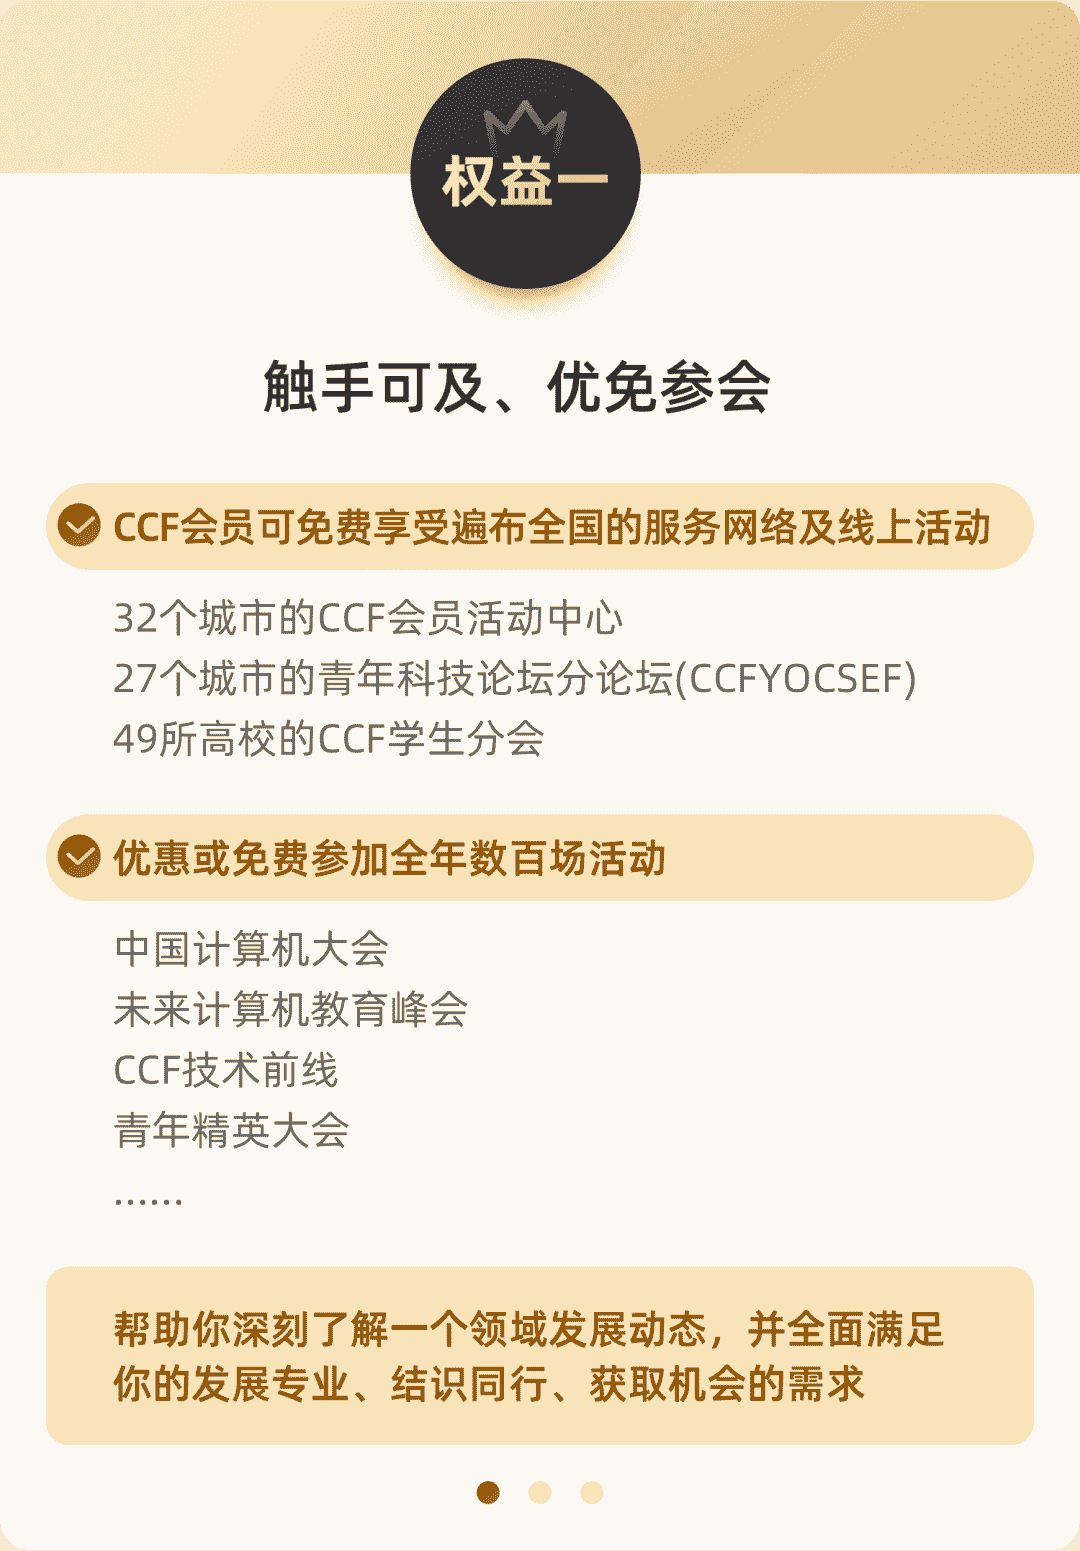 权益一
触手可及、优免参会
CCF会员可免费享受遍布全国的服务网络及线上活动
32个城市的CCF会员活动中心
27个城市的青年科技论坛分论坛(CCFYOCSEF)
49所高校的CCF学生分会
优惠或免费参加全年数百场活动
中国计算机大会
未来计算机教育峰会
CCF技术前线
青年精英大会
......
帮助你深刻了解一个领域发展动态，并全面满足
你的发展专业、结识同行、获取机会的需求